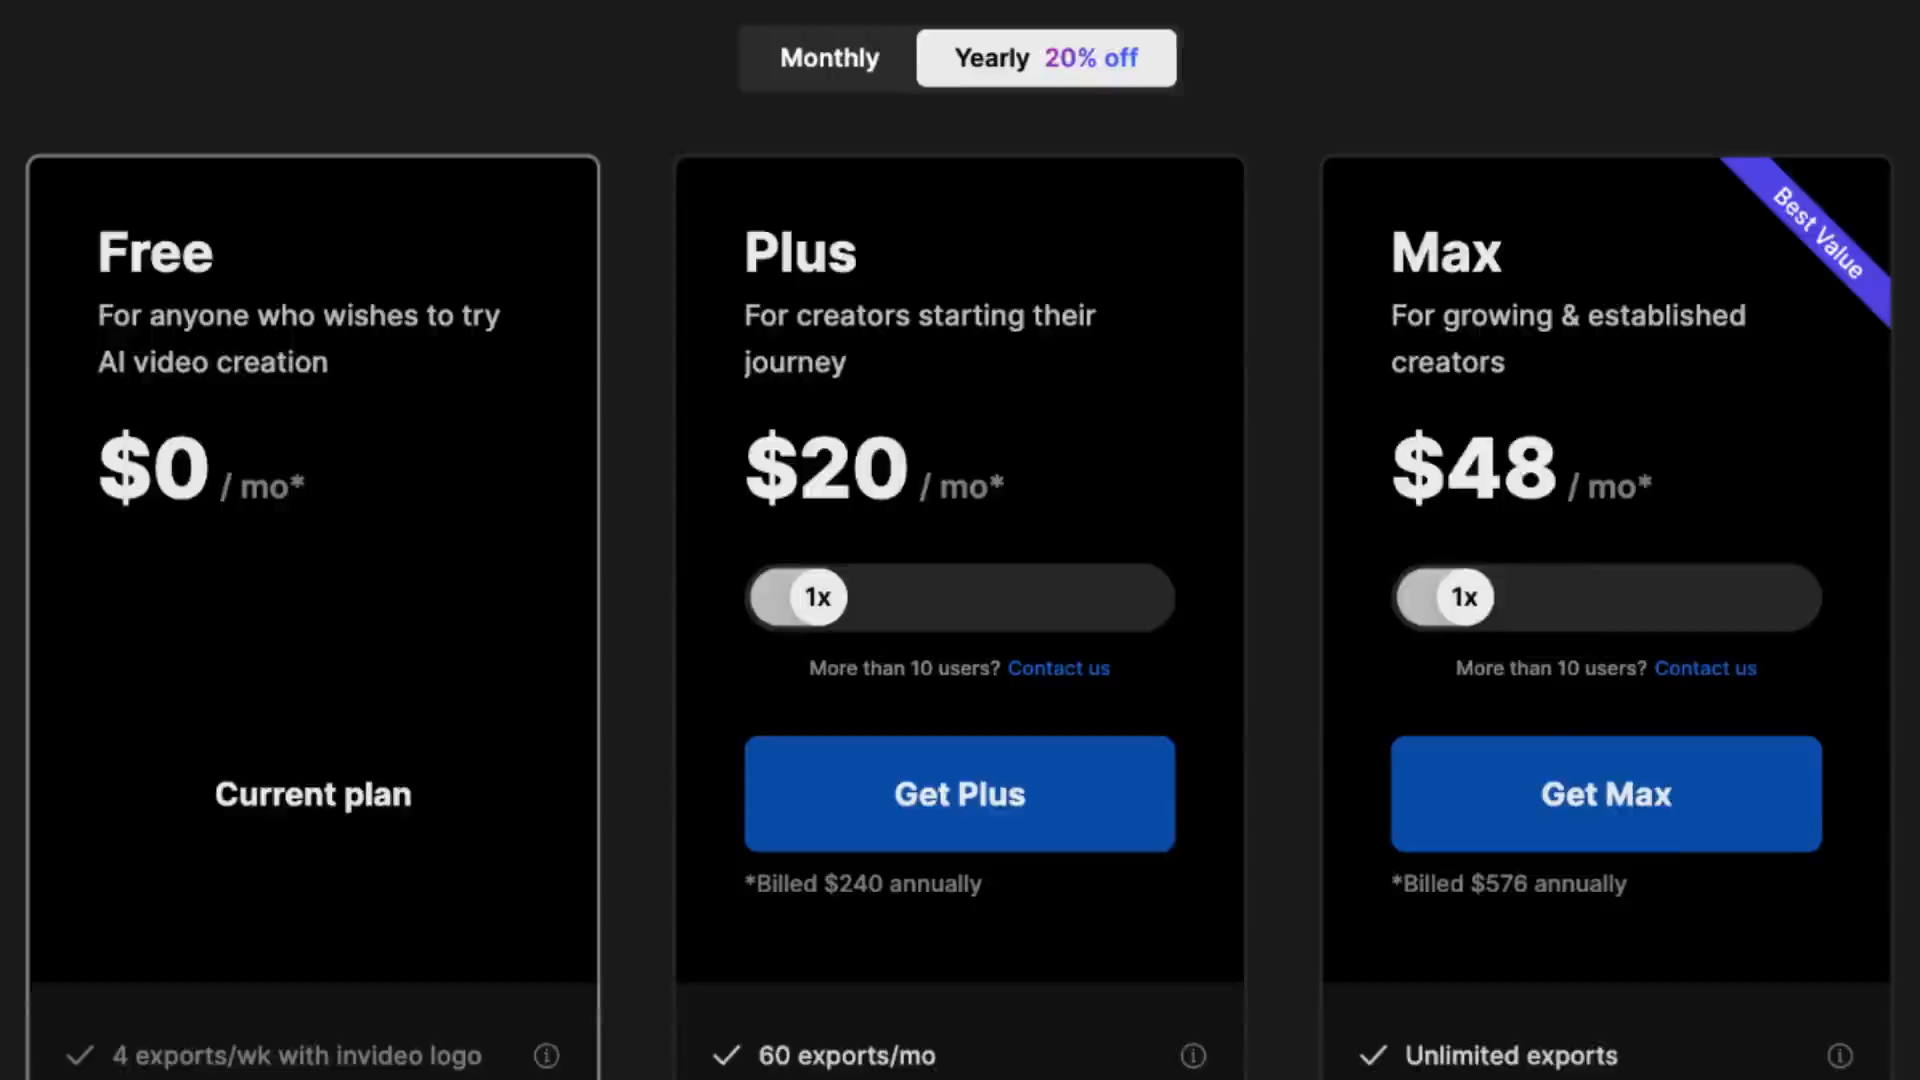 Monthly Yearly 20% off
Free
For anyone who wishes to try
AI video creation
$0 / mo*
Current plan
4 exports/wk with invideo logo
Plus
For creators starting their
journey
$20 / mo*
1x
More than 10 users? Contact us
Get Plus
*Billed $240 annually
60 exports/mo
Best Value
Max
For growing & established
creators
$48 / mo*
1x
More than 10 users? Contact us
Get Max
*Billed $576 annually
Unlimited exports